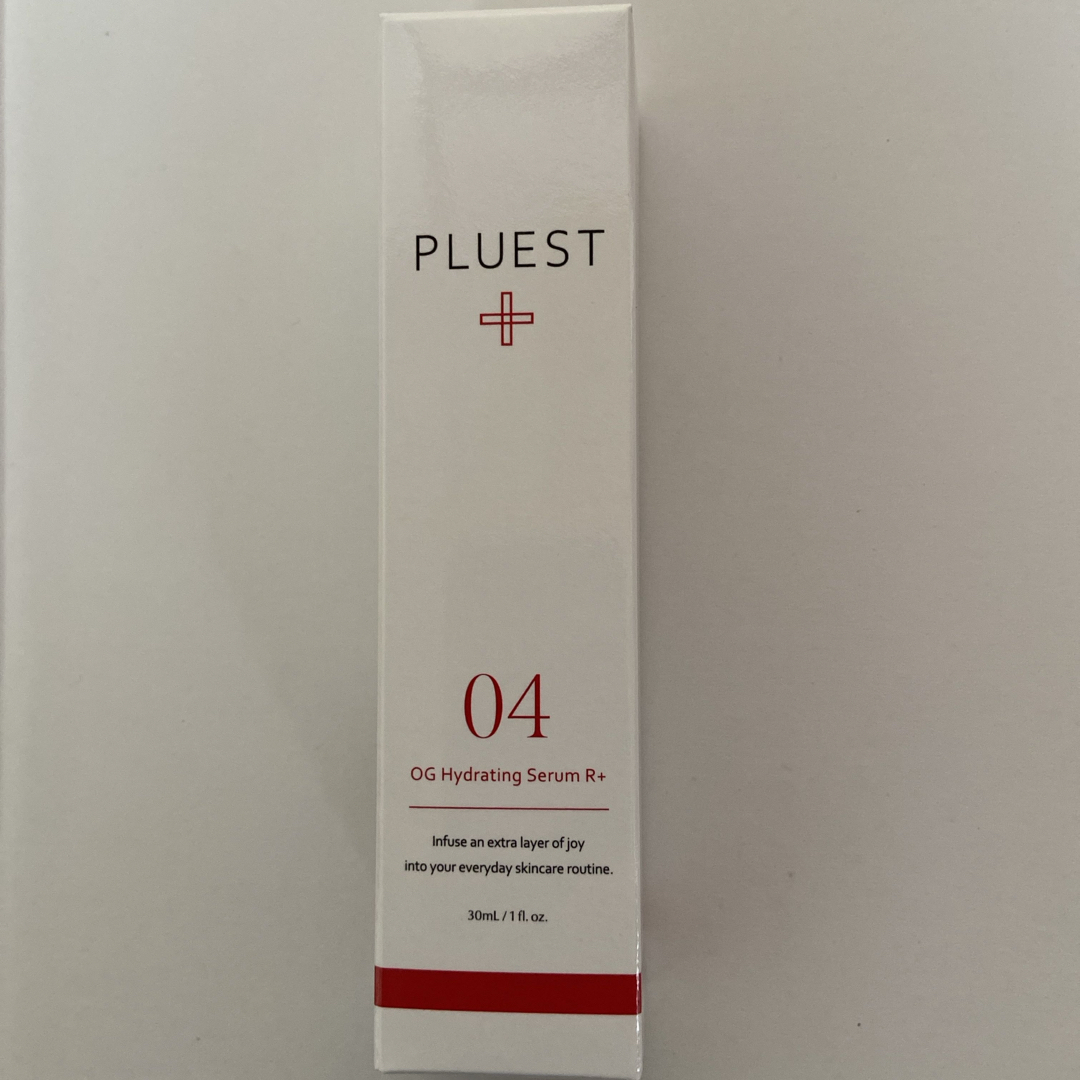 PLUEST
04
OG Hydrating Serum R+
Infuse an extra layer of joy
into your everyday skincare routine.
30mL / 1 fl. oz.